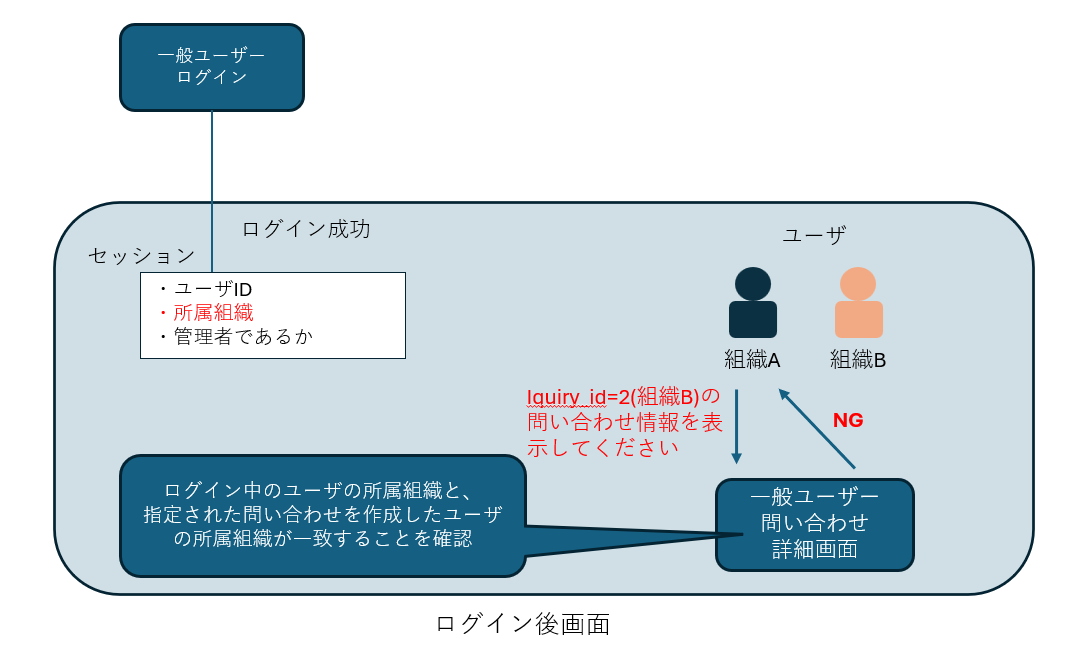 一般ユーザー
ログイン
ログイン成功
セッション
・ユーザID
・所属組織
・管理者であるか
ユーザ
組織A
組織B
Iquiry_id=2(組織B)の
問い合わせ情報を表
示してください
NG
ログイン中のユーザの所属組織と、
指定された問い合わせを作成したユーザ
の所属組織が一致することを確認
一般ユーザー
問い合わせ
詳細画面
ログイン後画面